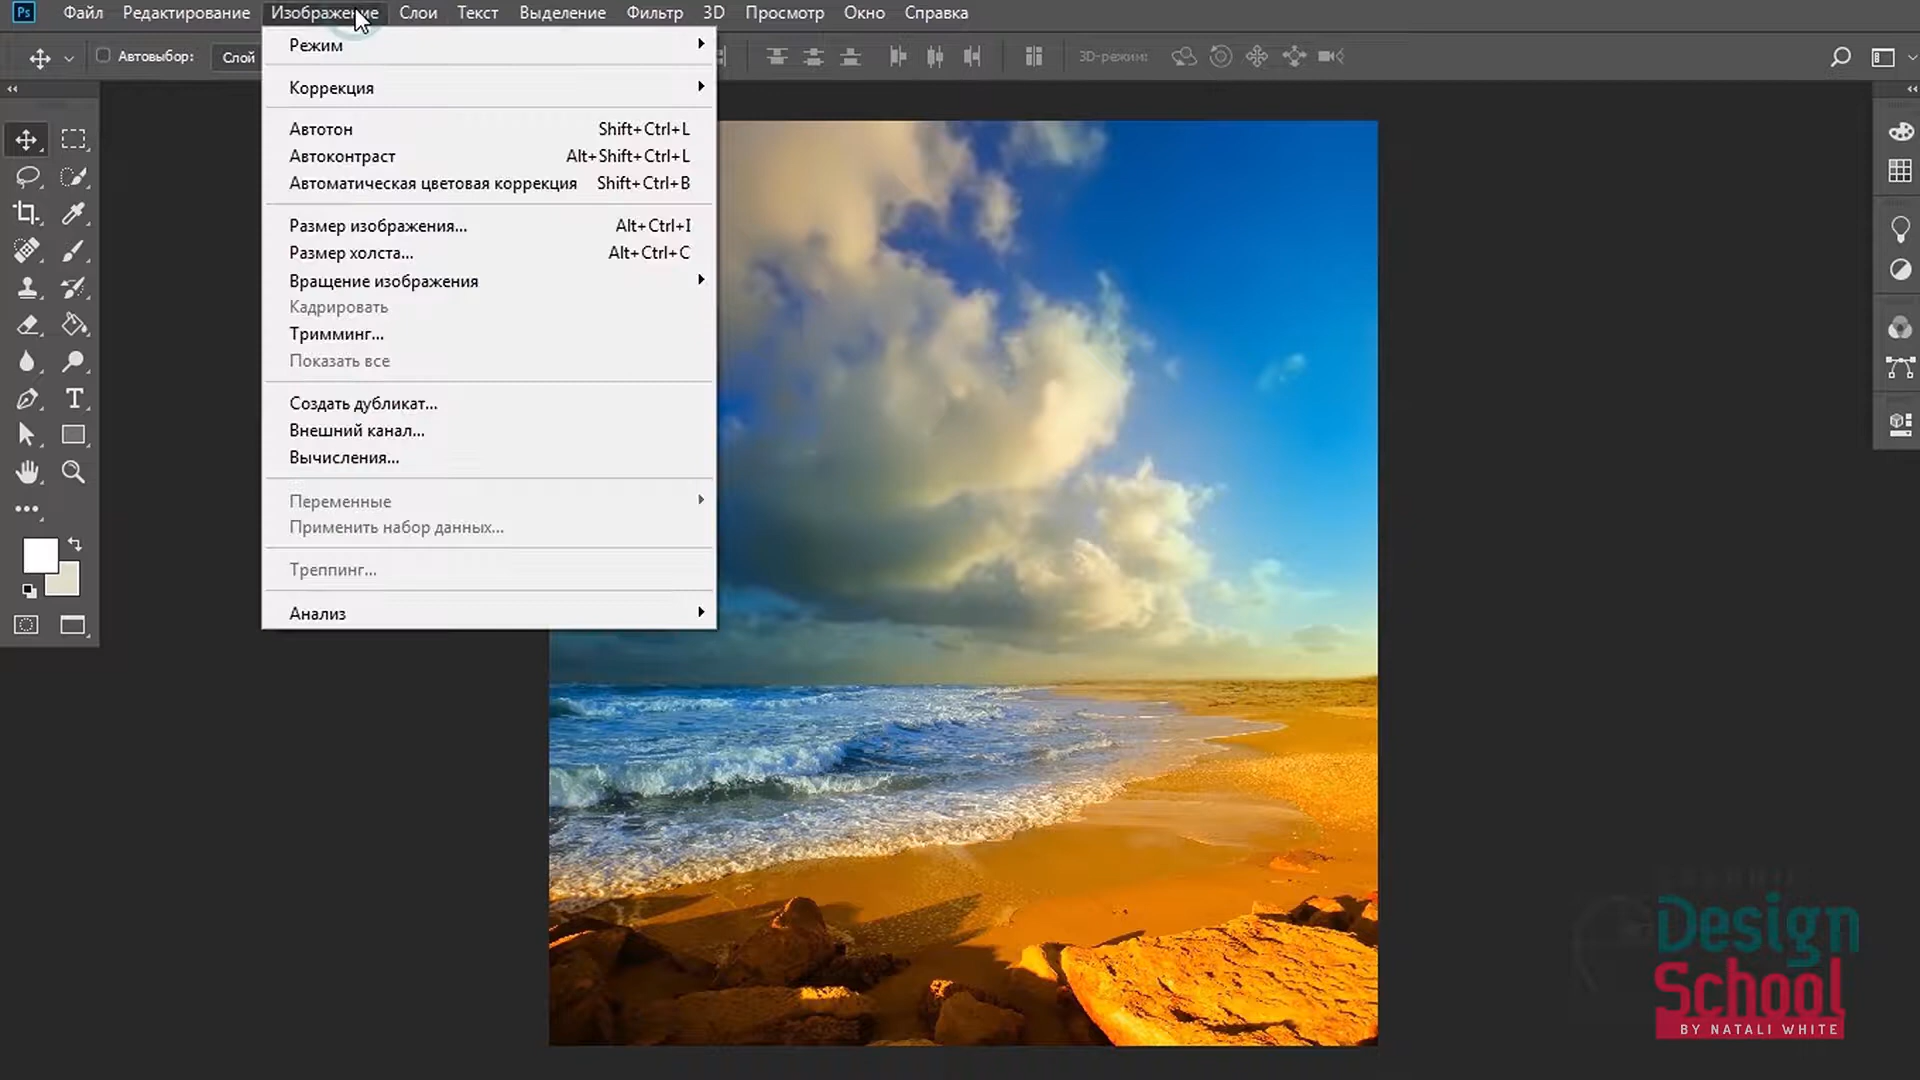 Ps Файл Редактирование Изображение Слои Текст Выделение Фильтр 3D Просмотр Окно Справка
Автовыбор: Слой 3D-режим:
Режим
Коррекция
Автотон Shift+Ctrl+L
Автоконтраст Alt+Shift+Ctrl+L
Автоматическая цветовая коррекция Shift+Ctrl+B
Размер изображения... Alt+Ctrl+I
Размер холста... Alt+Ctrl+C
Вращение изображения
Кадрировать
Тримминг...
Показать все
Создать дубликат...
Внешний канал...
Вычисления...
Переменные
Применить набор данных...
Треппинг...
Анализ
Design
School
BY NATALI WHITE